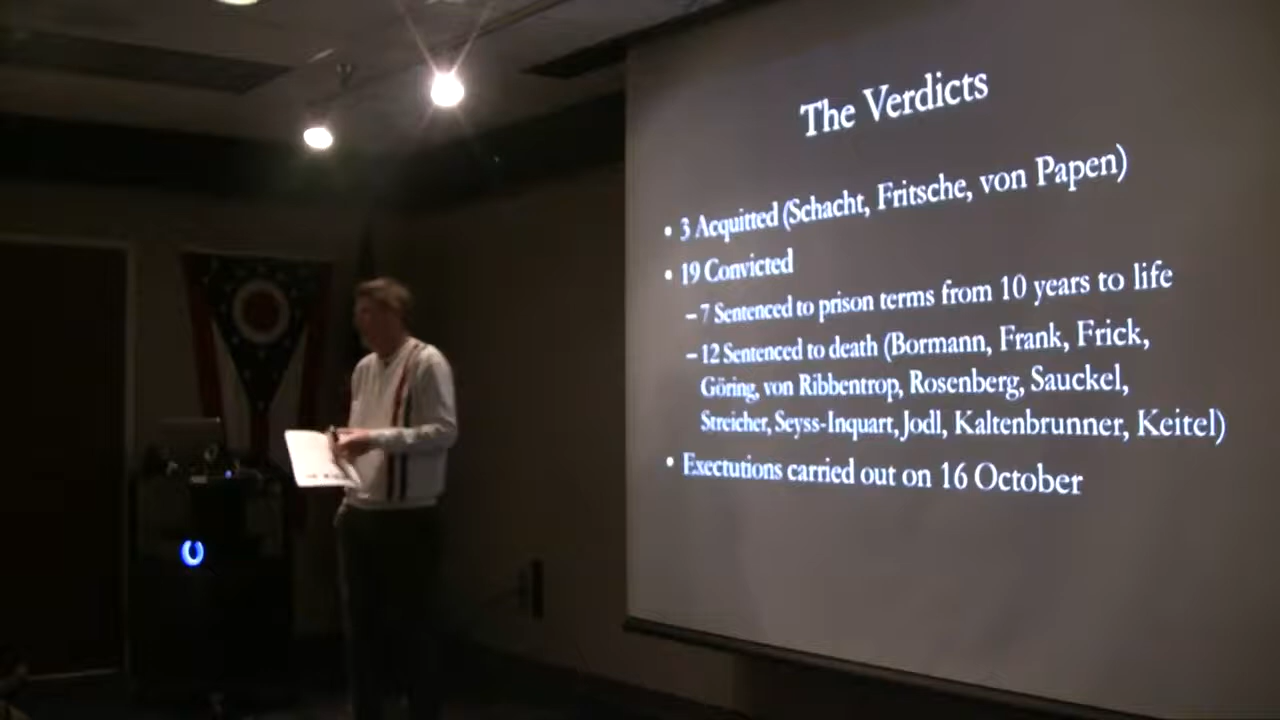 The Verdicts
• 3 Acquitted (Schacht, Fritsche, von Papen)
• 19 Convicted
– 7 Sentenced to prison terms from 10 years to life
– 12 Sentenced to death (Bormann, Frank, Frick,
Göring, von Ribbentrop, Rosenberg, Sauckel,
Streicher, Seyss-Inquart, Jodl, Kaltenbrunner, Keitel)
• Exectutions carried out on 16 October